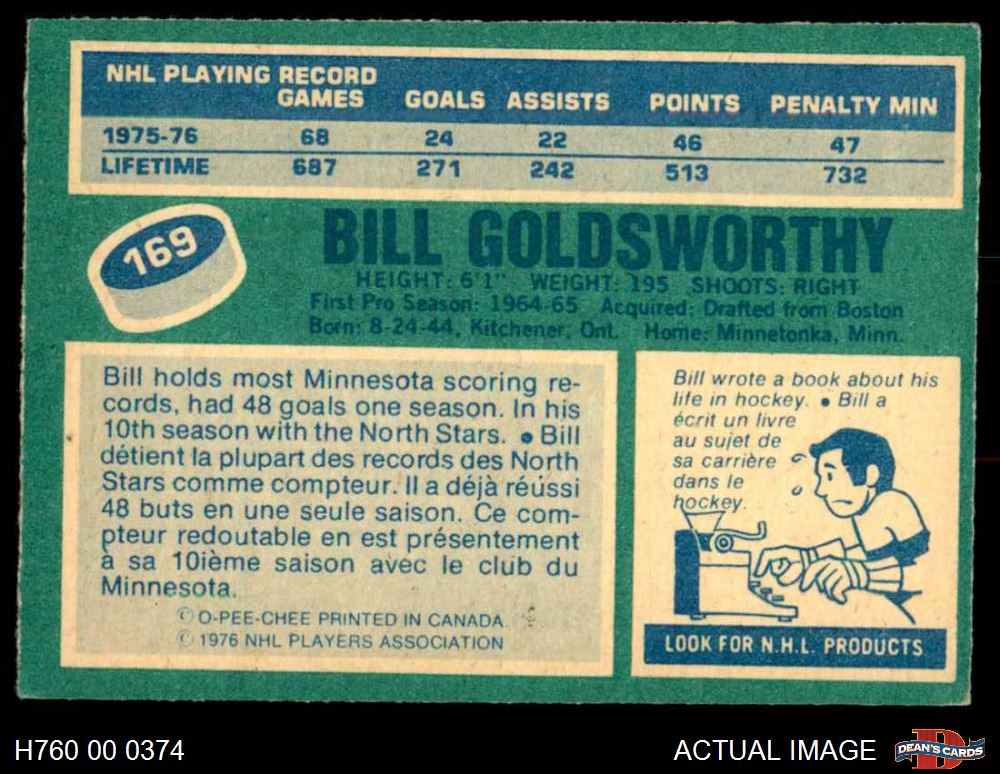 NHL PLAYING RECORD
GAMES GOALS ASSISTS POINTS PENALTY MIN
1975-76 68 24 22 46 47
LIFETIME 687 271 242 513 732
169
BILL GOLDSWORTHY
HEIGHT: 6'1" WEIGHT: 195 SHOOTS: RIGHT
First Pro Season: 1964-65 Acquired: Drafted from Boston
Born: 8-24-44, Kitchener, Ont. Home: Minnetonka, Minn.
Bill holds most Minnesota scoring re-
cords, had 48 goals one season. In his
10th season with the North Stars. • Bill
détient la plupart des records des North
Stars comme compteur. Il a déjà réussi
48 buts en une seule saison. Ce com-
pteur redoutable en est présentement
à sa 10ième saison avec le club du
Minnesota.
© O-PEE-CHEE PRINTED IN CANADA
© 1976 NHL PLAYERS ASSOCIATION
Bill wrote a book about his
life in hockey. • Bill a
écrit un livre
au sujet de
sa carrière
dans le
hockey.
LOOK FOR N.H.L. PRODUCTS
H760 00 0374
ACTUAL IMAGE
DEAN'S CARDS